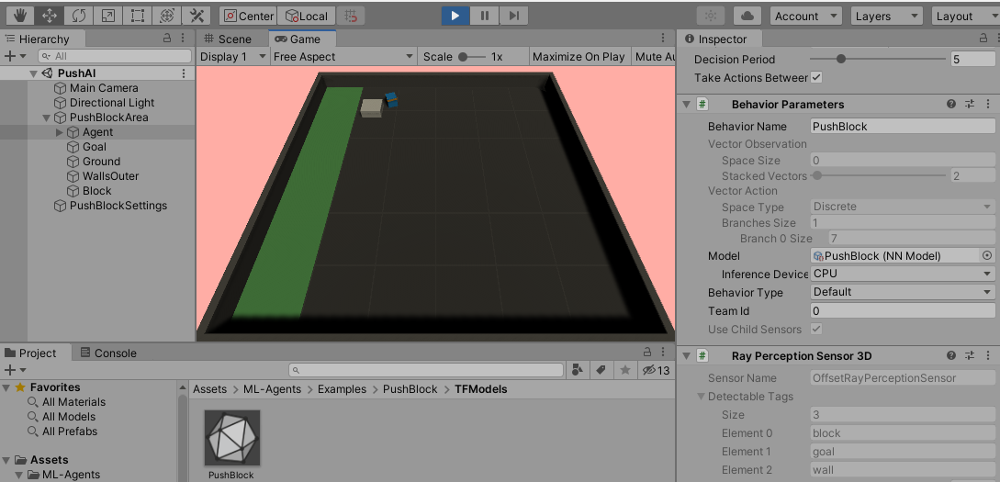 Center
Local
Account
Layers
Layout
Hierarchy
All
PushAI
Main Camera
Directional Light
PushBlockArea
Agent
Goal
Ground
WallsOuter
Block
PushBlockSettings
Scene
Game
Display 1
Free Aspect
Scale
1x
Maximize On Play
Mute Au
Inspector
Decision Period
5
Take Actions Betweer
#
Behavior Parameters
Behavior Name
PushBlock
Vector Observation
Space Size
0
Stacked Vectors
2
Vector Action
Space Type
Discrete
Branches Size
1
Branch 0 Size
7
Model
PushBlock (NN Model)
Inference Device
CPU
Behavior Type
Default
Team Id
0
Use Child Sensors
#
Ray Perception Sensor 3D
Sensor Name
OffsetRayPerceptionSensor
Detectable Tags
Size
3
Element 0
block
Element 1
goal
Element 2
wall
Project
Console
13
Favorites
All Materials
All Models
All Prefabs
Assets
ML-Agents
Assets > ML-Agents > Examples > PushBlock > TFModels
PushBlock